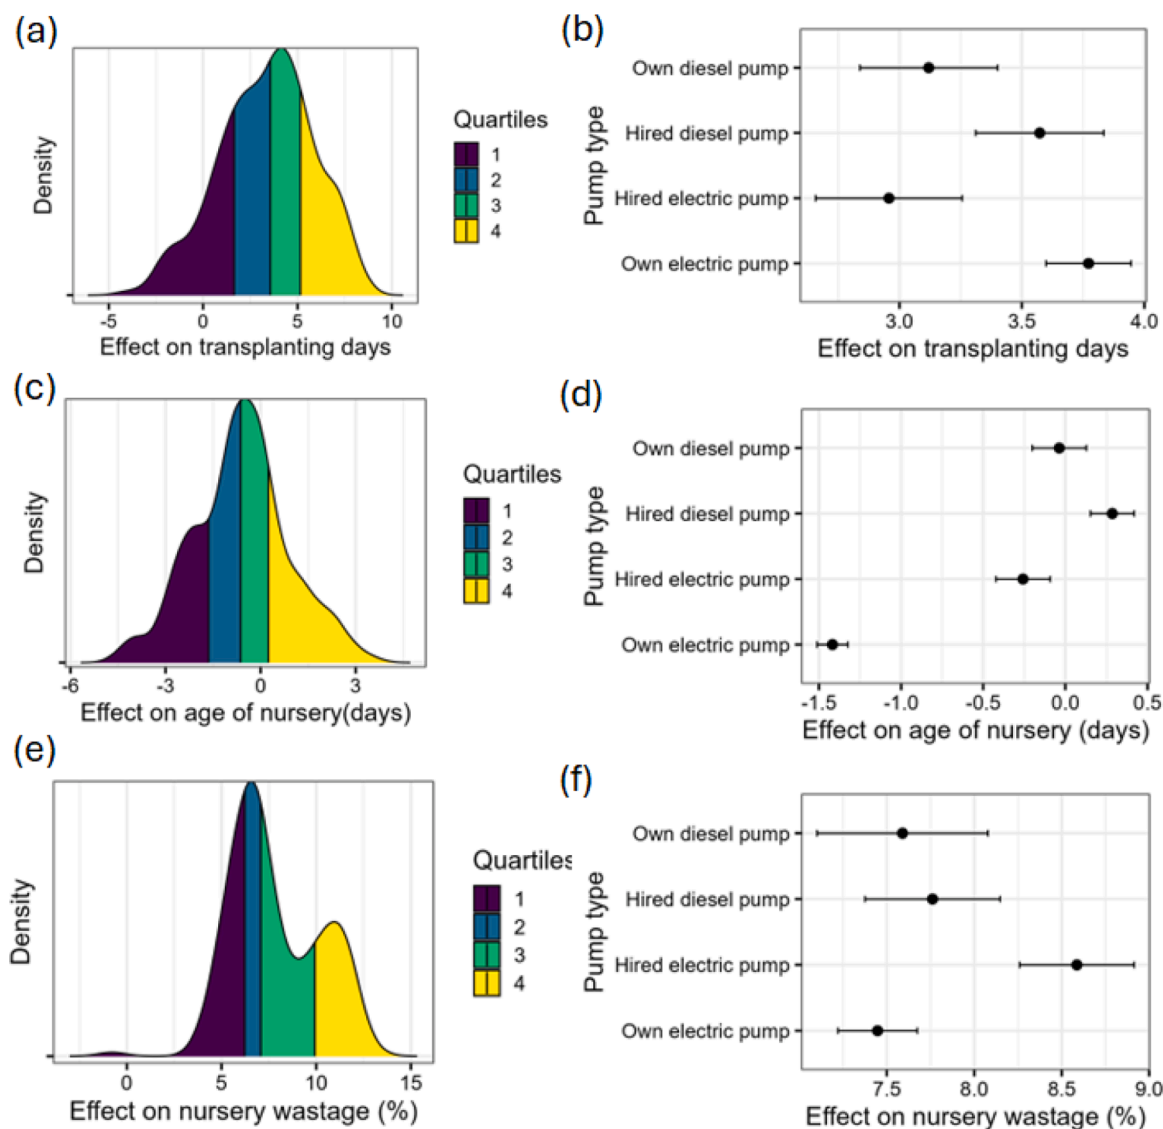 (a)
Density
-5 0 5 10
Effect on transplanting days
Quartiles
1
2
3
4
(b)
Pump type
Own diesel pump
Hired diesel pump
Hired electric pump
Own electric pump
3.0 3.5 4.0
Effect on transplanting days
(c)
Density
-6 -3 0 3
Effect on age of nursery(days)
Quartiles
1
2
3
4
(d)
Pump type
Own diesel pump
Hired diesel pump
Hired electric pump
Own electric pump
-1.5 -1.0 -0.5 0.0 0.5
Effect on age of nursery (days)
(e)
Density
0 5 10 15
Effect on nursery wastage (%)
Quartiles
1
2
3
4
(f)
Pump type
Own diesel pump
Hired diesel pump
Hired electric pump
Own electric pump
7.5 8.0 8.5 9.0
Effect on nursery wastage (%)